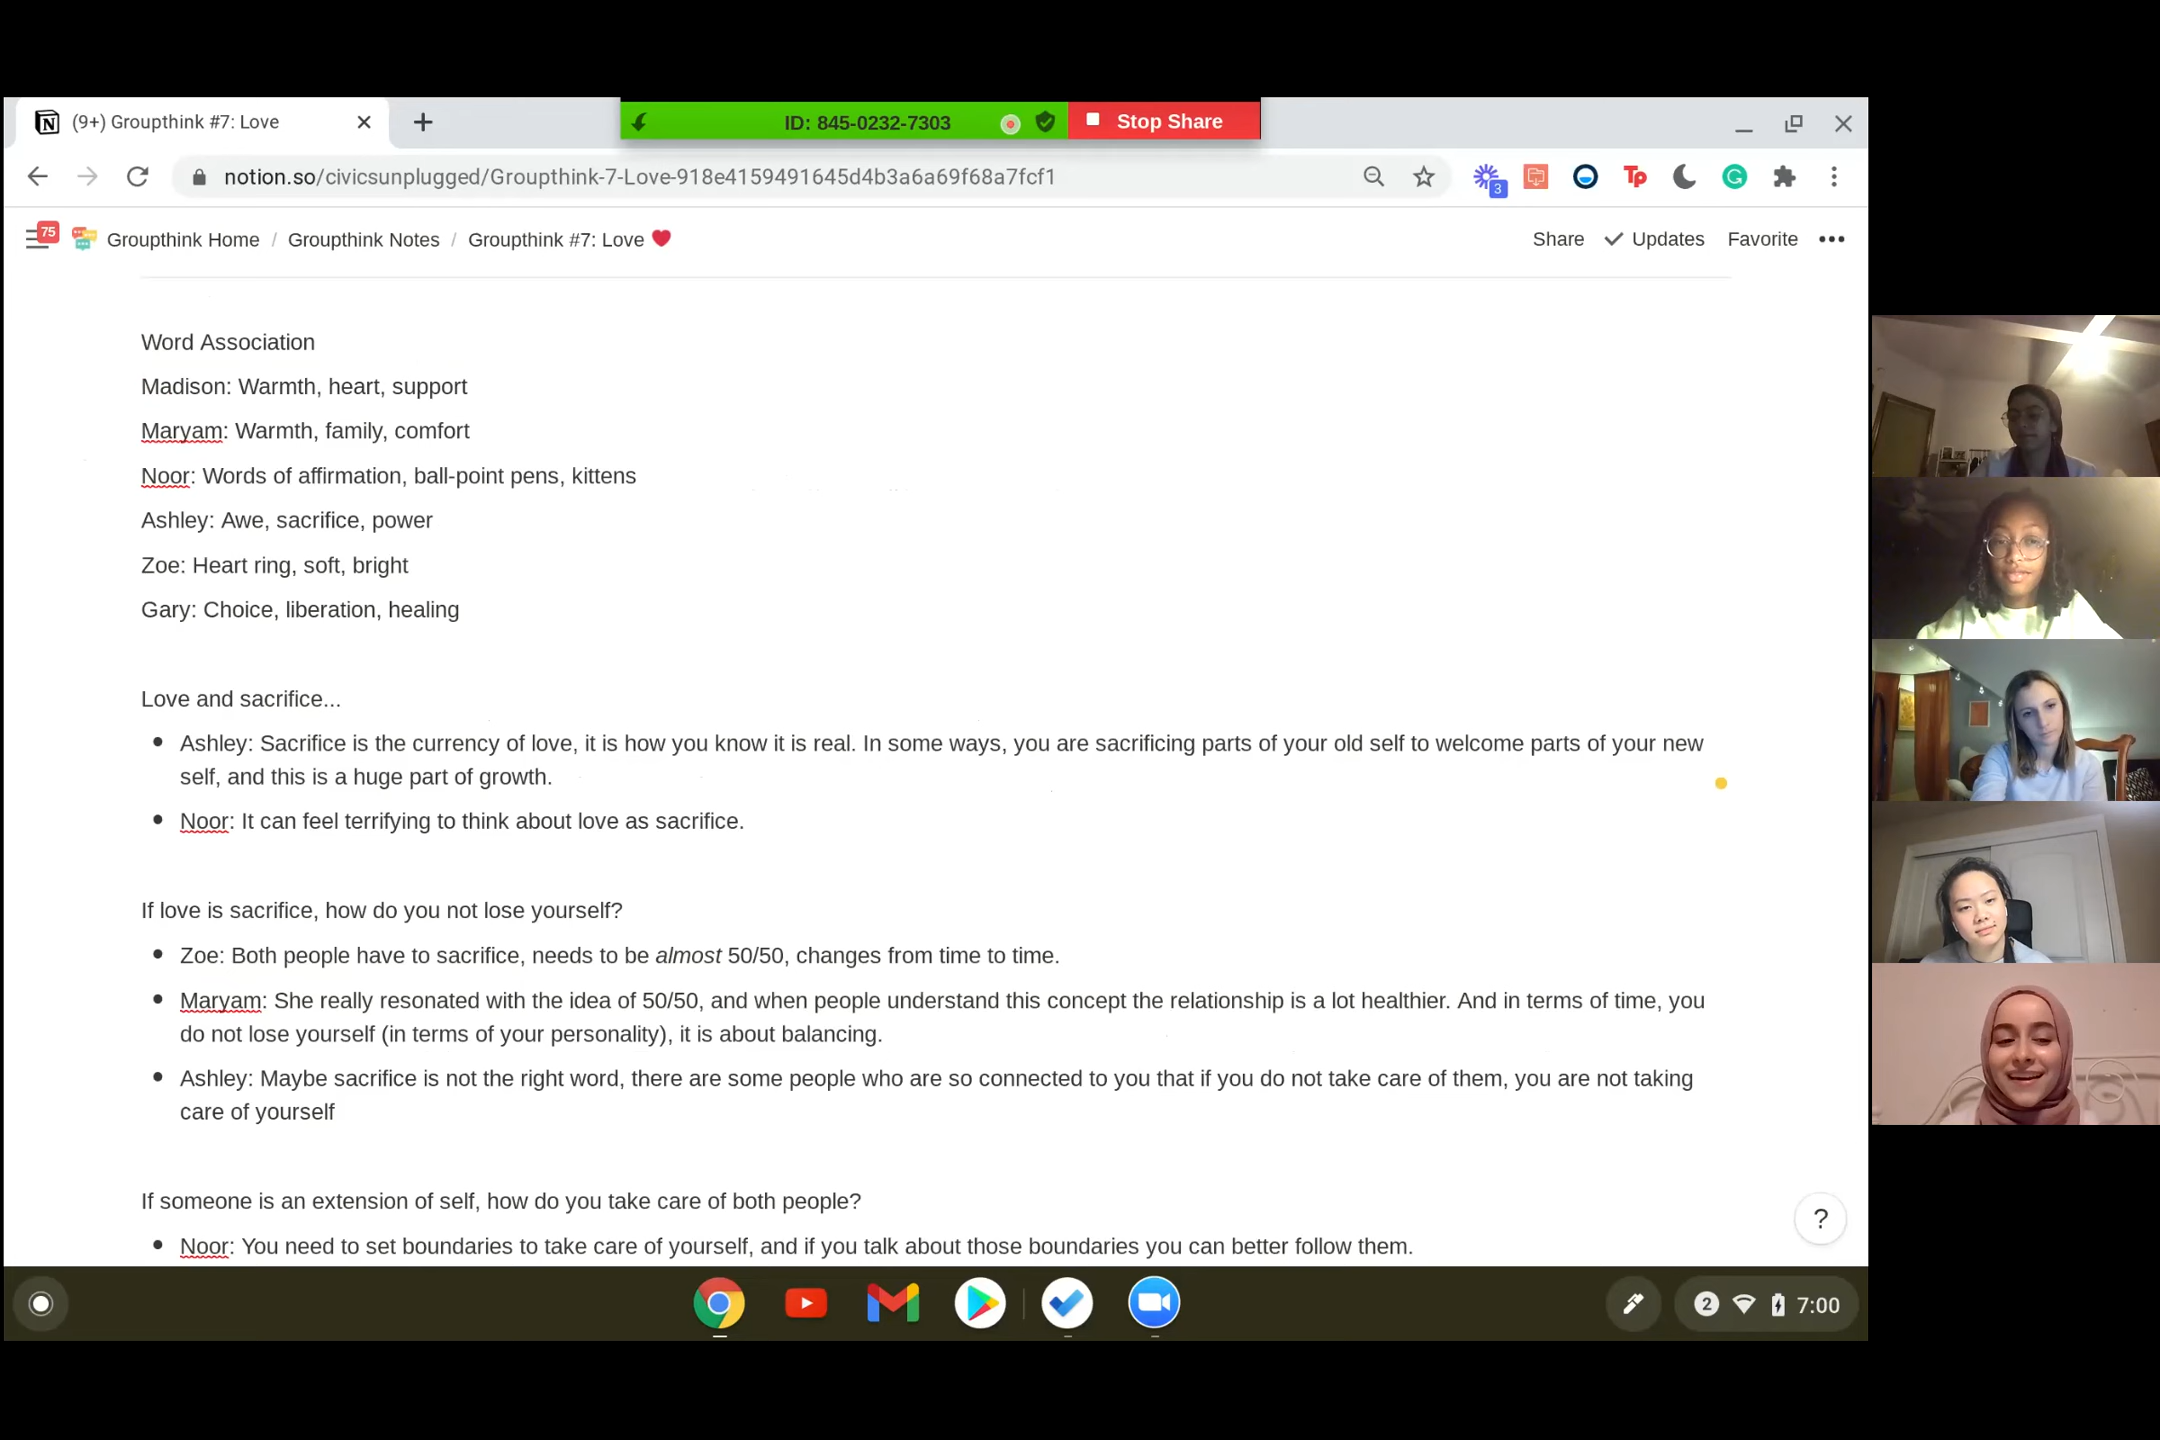 (9+) Groupthink #7: Love
ID: 845-0232-7303
Stop Share
notion.so/civicsunplugged/Groupthink-7-Love-918e4159491645d4b3a6a69f68a7fcf1
3
Tp
75
Groupthink Home / Groupthink Notes / Groupthink #7: Love
Share
Updates
Favorite
Word Association
Madison: Warmth, heart, support
Maryam: Warmth, family, comfort
Noor: Words of affirmation, ball-point pens, kittens
Ashley: Awe, sacrifice, power
Zoe: Heart ring, soft, bright
Gary: Choice, liberation, healing
Love and sacrifice...
Ashley: Sacrifice is the currency of love, it is how you know it is real. In some ways, you are sacrificing parts of your old self to welcome parts of your new
self, and this is a huge part of growth.
Noor: It can feel terrifying to think about love as sacrifice.
If love is sacrifice, how do you not lose yourself?
Zoe: Both people have to sacrifice, needs to be almost 50/50, changes from time to time.
Maryam: She really resonated with the idea of 50/50, and when people understand this concept the relationship is a lot healthier. And in terms of time, you
do not lose yourself (in terms of your personality), it is about balancing.
Ashley: Maybe sacrifice is not the right word, there are some people who are so connected to you that if you do not take care of them, you are not taking
care of yourself
If someone is an extension of self, how do you take care of both people?
?
Noor: You need to set boundaries to take care of yourself, and if you talk about those boundaries you can better follow them.
2
7:00